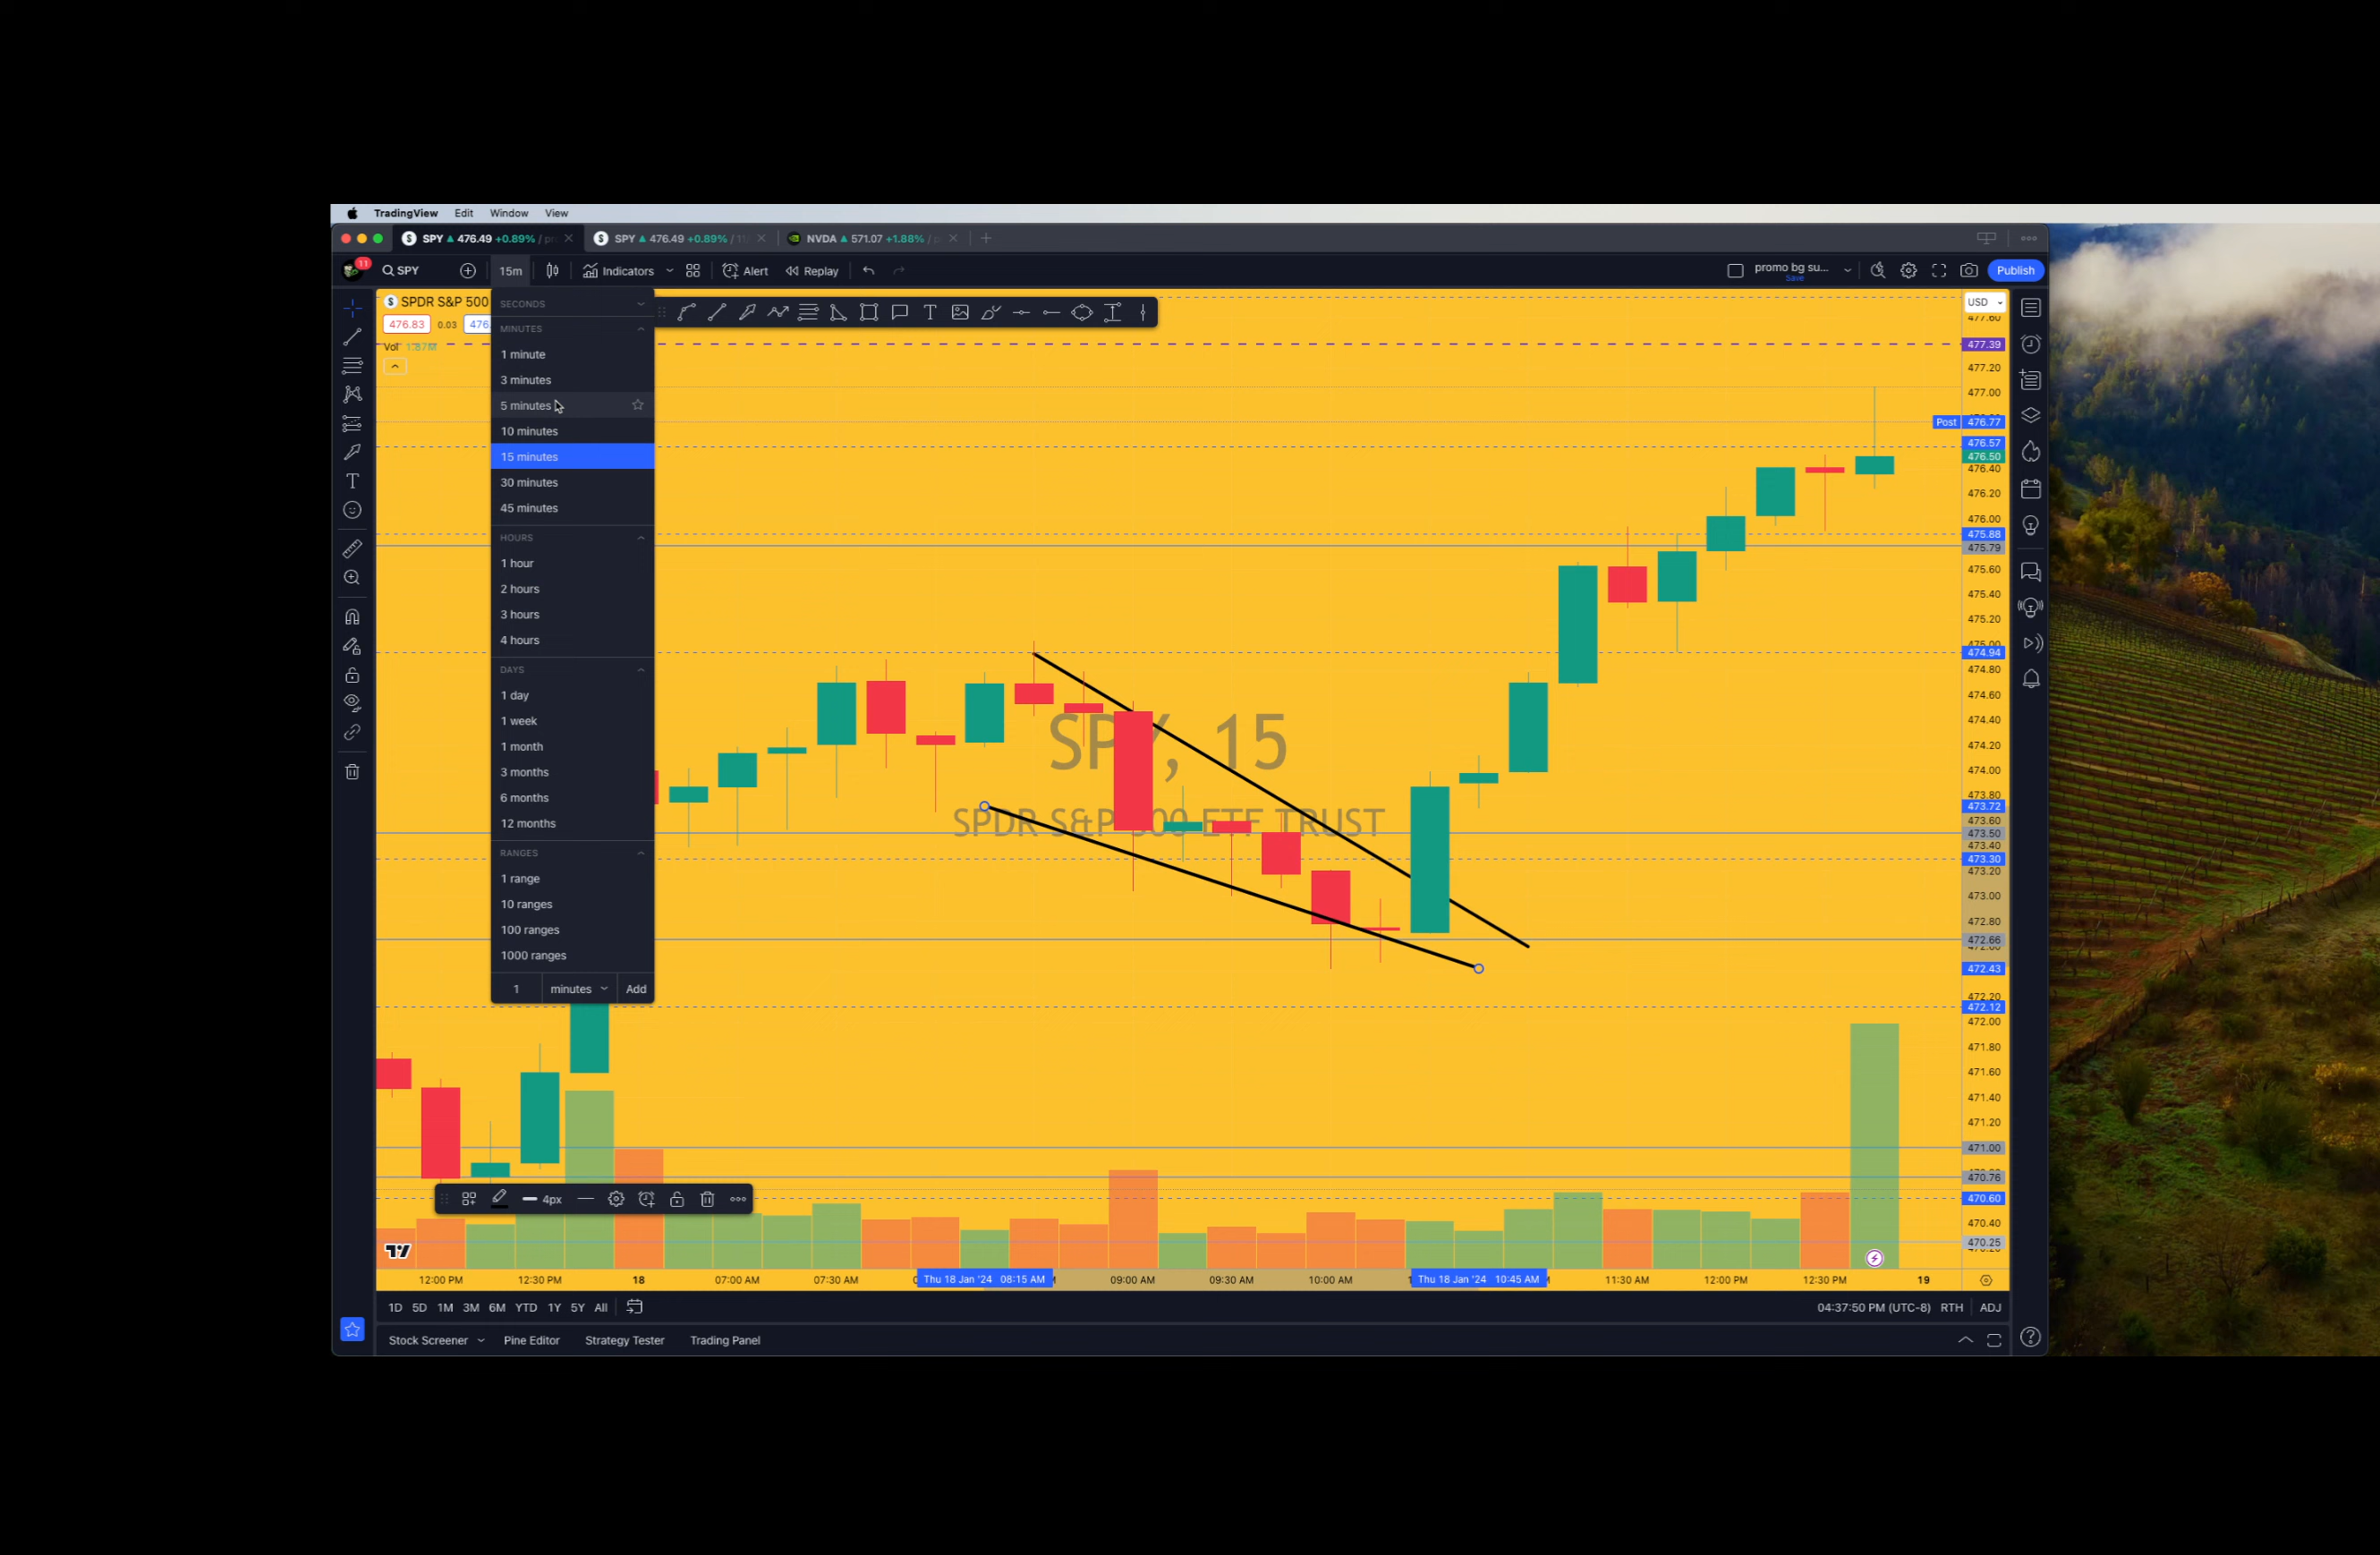 TradingView Edit Window View
SPY 476.49 +0.89% / pr
SPY 476.49 +0.89% / 11
NVDA 571.07 +1.88% / p
11 SPY 15m Indicators Alert Replay promo bg su... Save Publish
SPDR S&P 500
476.83 0.03 476.
Vol 1.87M
SECONDS
MINUTES
1 minute
3 minutes
5 minutes
10 minutes
15 minutes
30 minutes
45 minutes
HOURS
1 hour
2 hours
3 hours
4 hours
DAYS
1 day
1 week
1 month
3 months
6 months
12 months
RANGES
1 range
10 ranges
100 ranges
1000 ranges
1 minutes Add
SPY, 15
SPDR S&P 500 ETF TRUST
USD
477.60
477.39
477.20
477.00
Post 476.77
476.57
476.50
476.40
476.20
476.00
475.88
475.79
475.60
475.40
475.20
475.00
474.94
474.80
474.60
474.40
474.20
474.00
473.80
473.72
473.60
473.50
473.40
473.30
473.20
473.00
472.80
472.66
472.43
472.20
472.12
472.00
471.80
471.60
471.40
471.20
471.00
470.76
470.60
470.40
470.25
4px
12:00 PM 12:30 PM 18 07:00 AM 07:30 AM Thu 18 Jan '24 08:15 AM 09:00 AM 09:30 AM 10:00 AM Thu 18 Jan '24 10:45 AM 11:30 AM 12:00 PM 12:30 PM 19
1D 5D 1M 3M 6M YTD 1Y 5Y All 04:37:50 PM (UTC-8) RTH ADJ
Stock Screener Pine Editor Strategy Tester Trading Panel